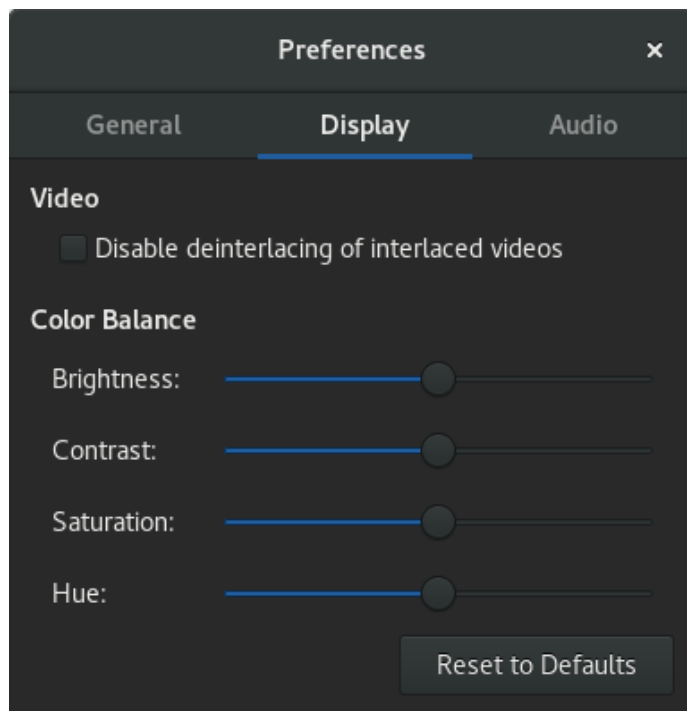 Preferences ×
General Display Audio
Video
Disable deinterlacing of interlaced videos
Color Balance
Brightness:
Contrast:
Saturation:
Hue:
Reset to Defaults